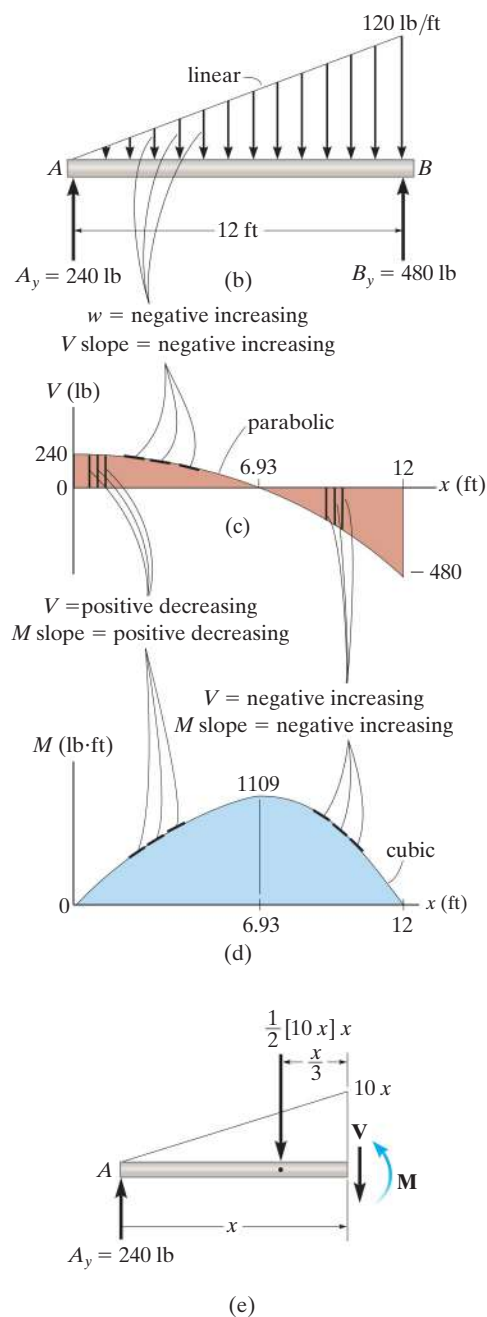 120 lb/ft
linear
A
B
12 ft
A_y = 240 lb
B_y = 480 lb
(b)
w = negative increasing
V slope = negative increasing
V (lb)
parabolic
240
6.93
12
0
x (ft)
(c)
− 480
V =positive decreasing
M slope = positive decreasing
V = negative increasing
M slope = negative increasing
M (lb·ft)
1109
cubic
0
x (ft)
6.93
12
(d)
1/2 [10 x] x
x/3
10 x
V
A
M
x
A_y = 240 lb
(e)